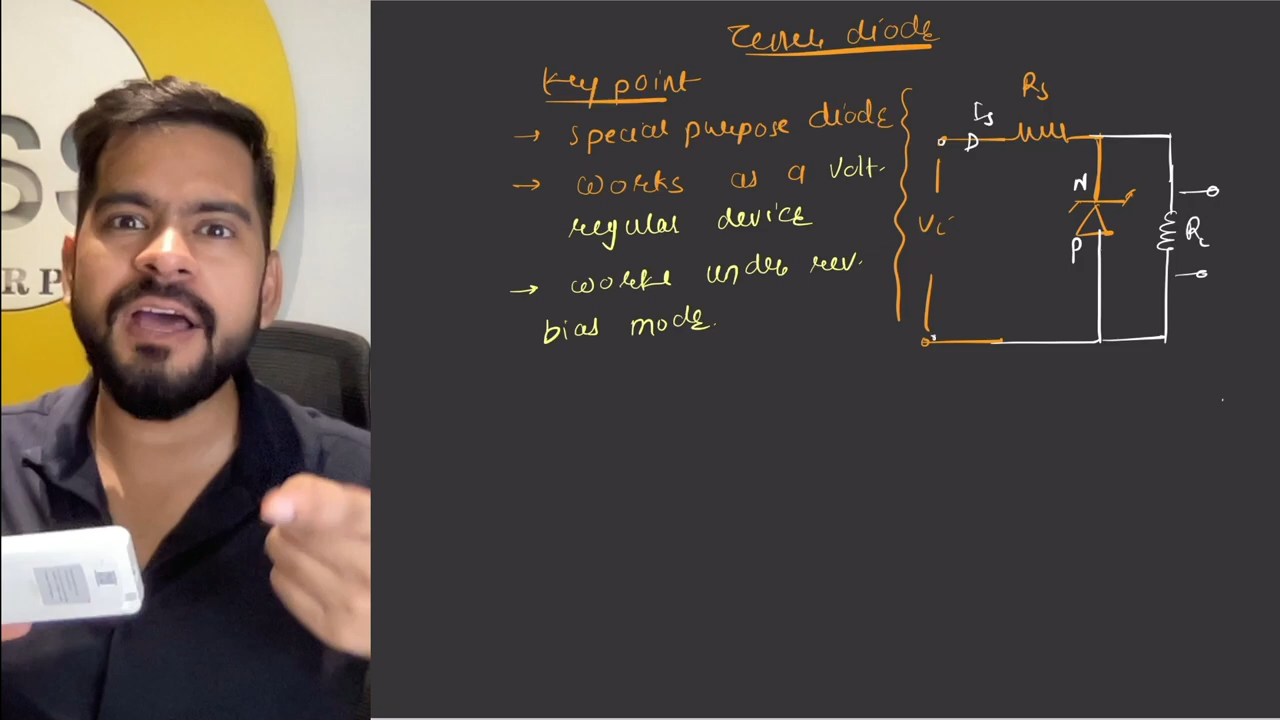 Zener diode
Key point
→ special purpose diode
→ works as a volt.
regular device
→ works under rev.
bias mode.
Rs
Is
N
Vi
P
RL
S
R P